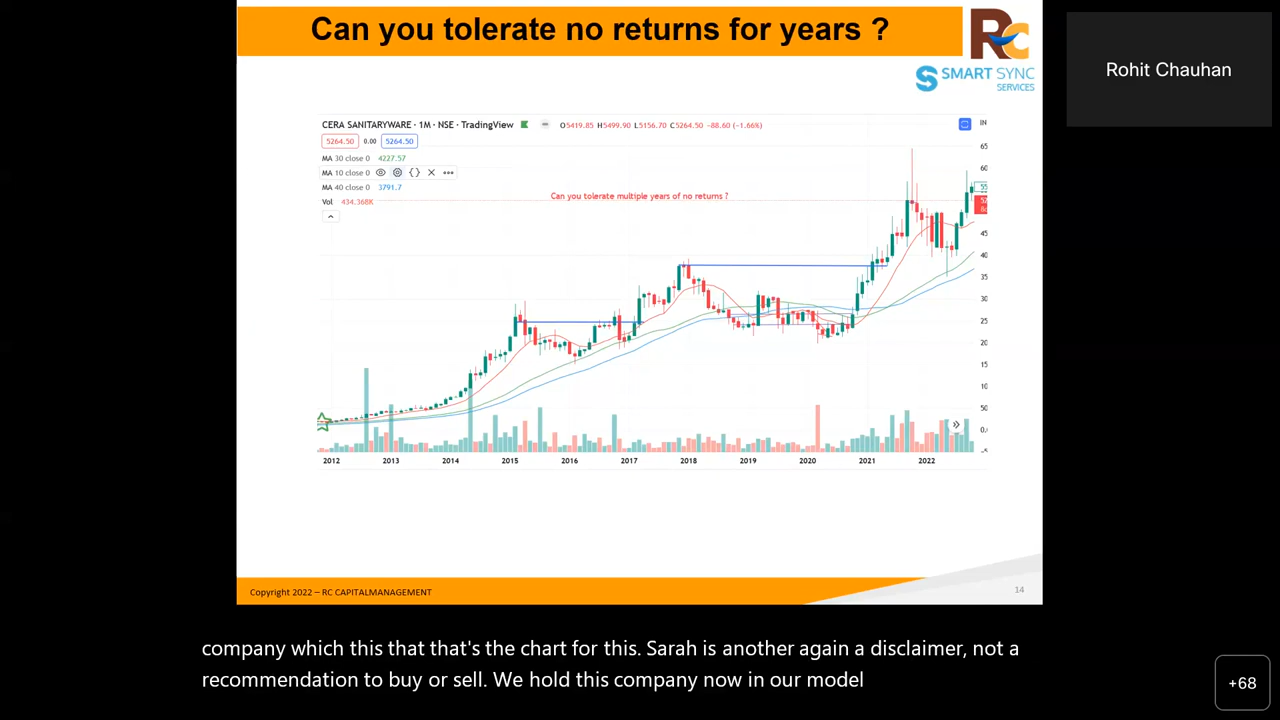 Can you tolerate no returns for years ?
Rc
SMART SYNC
SERVICES
Rohit Chauhan
CERA SANITARYWARE · 1M · NSE · TradingView
O5419.85 H5499.90 L5156.70 C5264.50 −88.60 (−1.66%)
IN
5264.50 0.00 5264.50
MA 30 close 0 4227.57
MA 10 close 0
MA 40 close 0 3791.7
Vol 434.368K
Can you tolerate multiple years of no returns ?
65
60
55
52
45
40
35
30
25
20
15
10
50
0.
2012 2013 2014 2015 2016 2017 2018 2019 2020 2021 2022
Copyright 2022 – RC CAPITALMANAGEMENT
14
company which this that that's the chart for this. Sarah is another again a disclaimer, not a
recommendation to buy or sell. We hold this company now in our model
+68